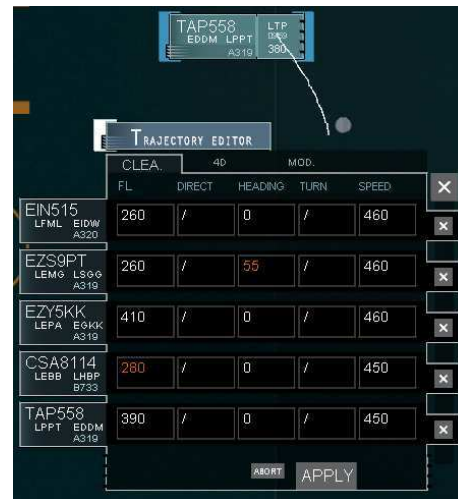 TAP558 LTP
EDDM LPPT
A319 380
TRAJECTORY EDITOR
CLEA. 4D MOD.
FL DIRECT HEADING TURN SPEED X
EIN515 260 / 0 / 460
LFML EIDW x
A320
EZS9PT 260 / 55 / 460
LEMG LSGG x
A319
EZY5KK 410 / 0 / 460
LEPA EGKK x
A319
CSA8114 280 / 0 / 450
LEBB LHBP x
B733
TAP558 390 / 0 / 450
LPPT EDDM x
A319
ABORT APPLY